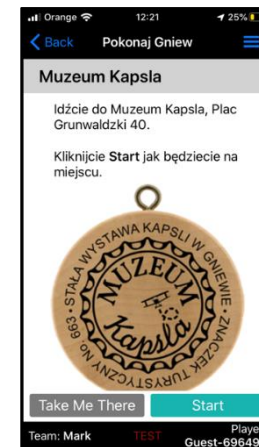 Orange 12:21 25%
Back Pokonaj Gniew
Muzeum Kapsla
Idźcie do Muzeum Kapsla, Plac
Grunwaldzki 40.
Kliknijcie Start jak będziecie na
miejscu.
STAŁA WYSTAWA KAPSLI W GNIEWIE
MUZEUM
Kapsla
ZNACZEK TURYSTYCZNY No 663
Take Me There Start
Team: Mark TEST Playe
Guest-69649